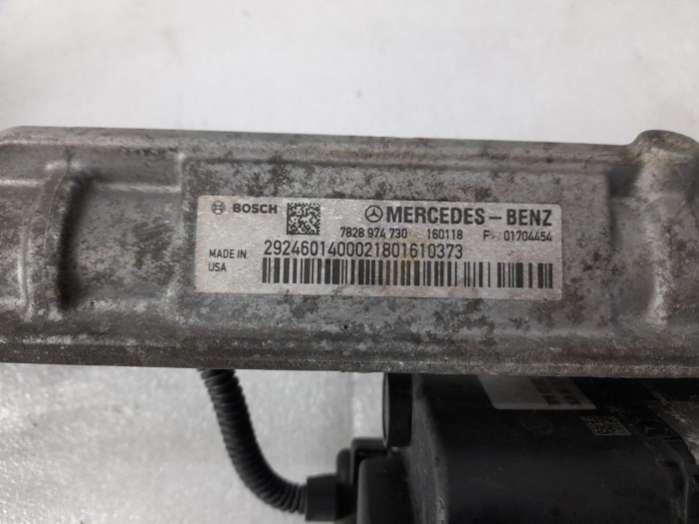 BOSCH MERCEDES-BENZ
7828 974 730 160118 F. 01704454
MADE IN USA
2924601400021801610373